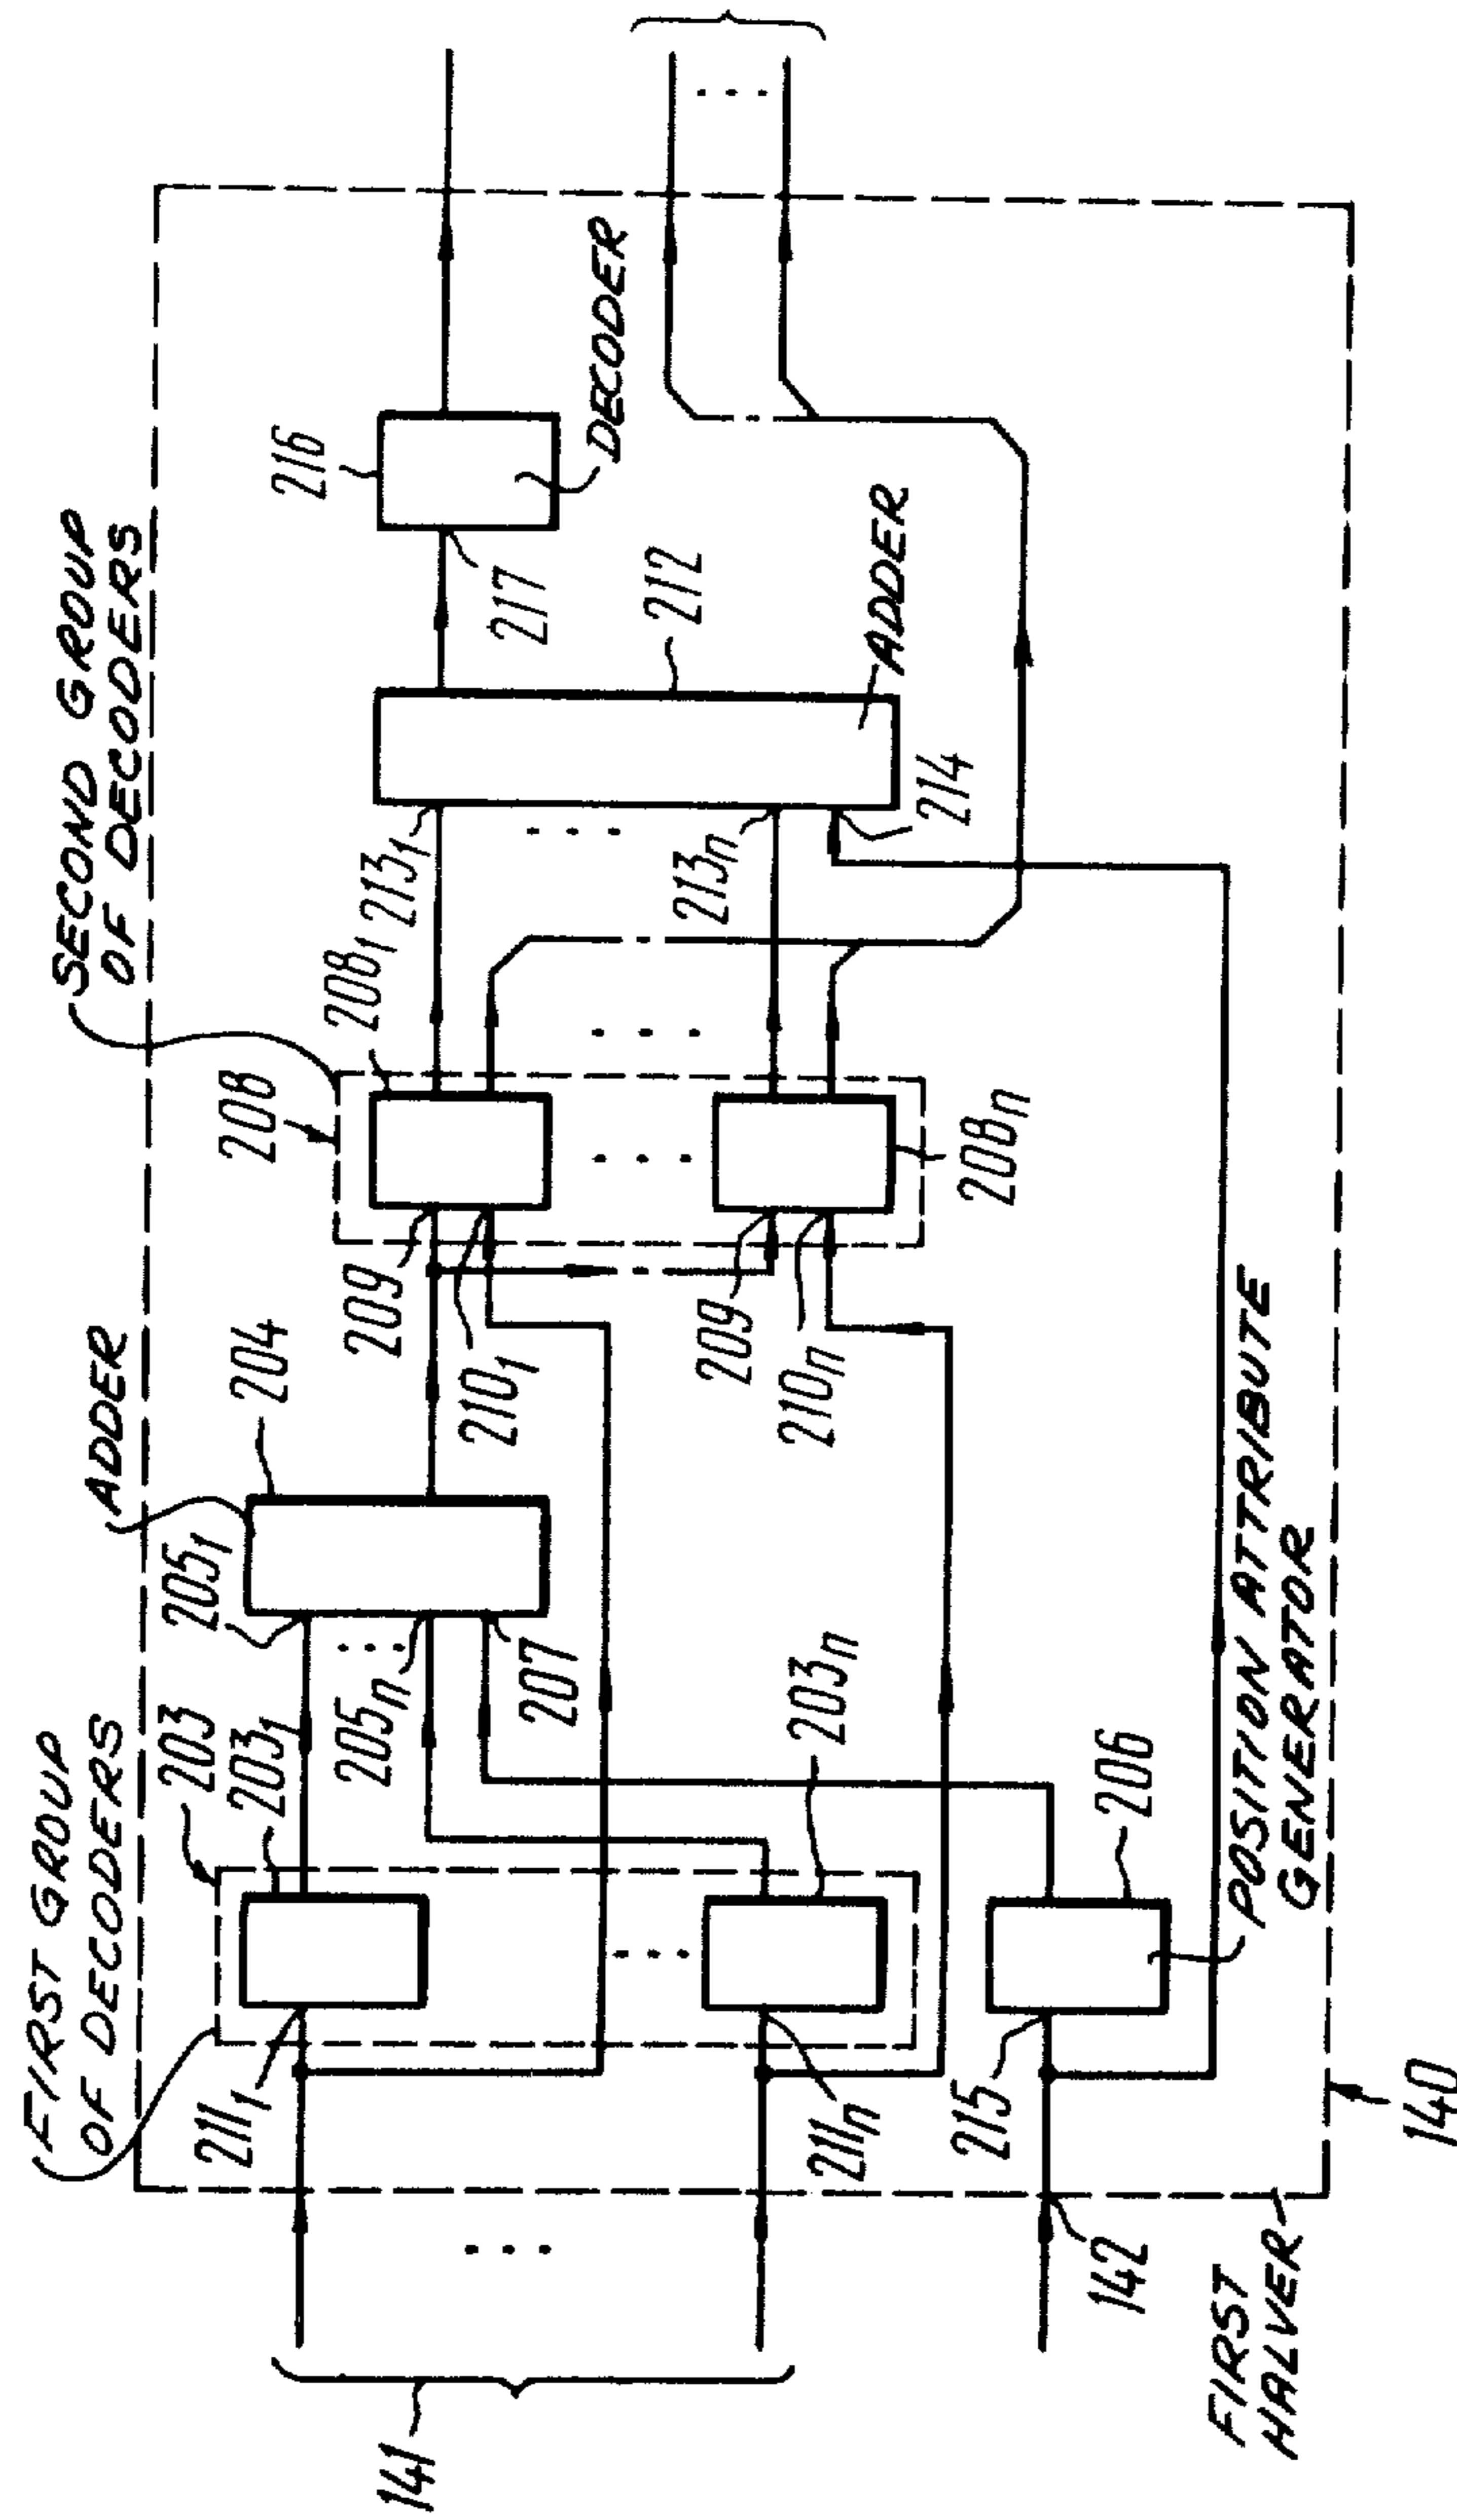 FIRST GROUP
OF DECODERS
ADDER
SECOND GROUP
OF DECODERS
203
203₁
205₁
204
208
208₁
213₁
216
211₁
205n
207
209
210₁
217
212
DECODER
141
203n
209
210n
213n
ADDER
211n
208n
214
215
206
142
POSITION ATTRIBUTE
GENERATOR
FIRST
HALVER
140